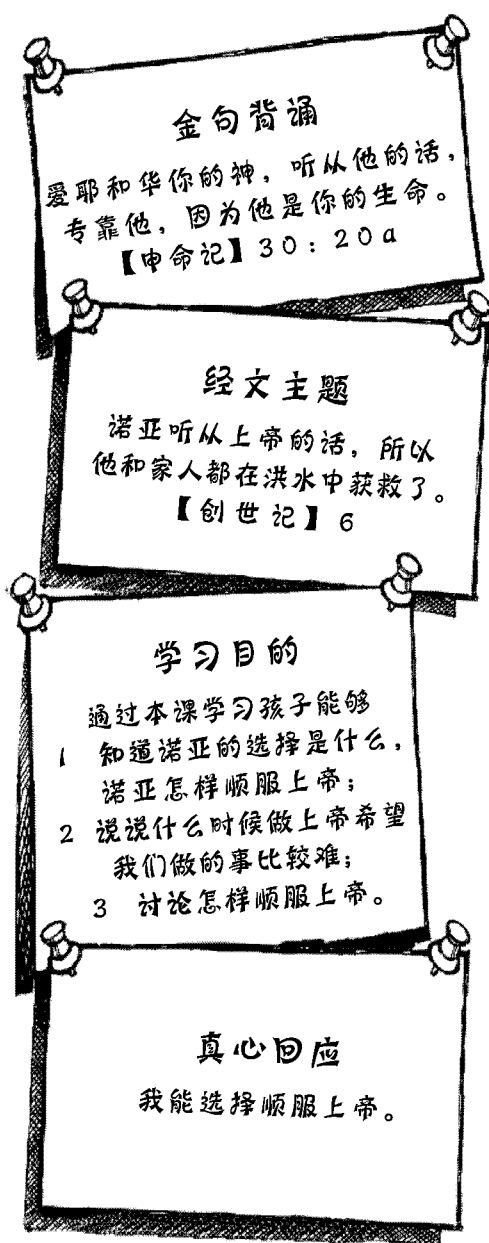 金句背诵
爱耶和华你的神，听从他的话，
专靠他，因为他是你的生命。
【申命记】30：20a
经文主题
诺亚听从上帝的话，所以
他和家人都在洪水中获救了。
【创世记】6
学习目的
通过本课学习孩子能够
1 知道诺亚的选择是什么，
诺亚怎样顺服上帝；
2 说说什么时候做上帝希望
我们做的事比较难；
3 讨论怎样顺服上帝。
真心回应
我能选择顺服上帝。